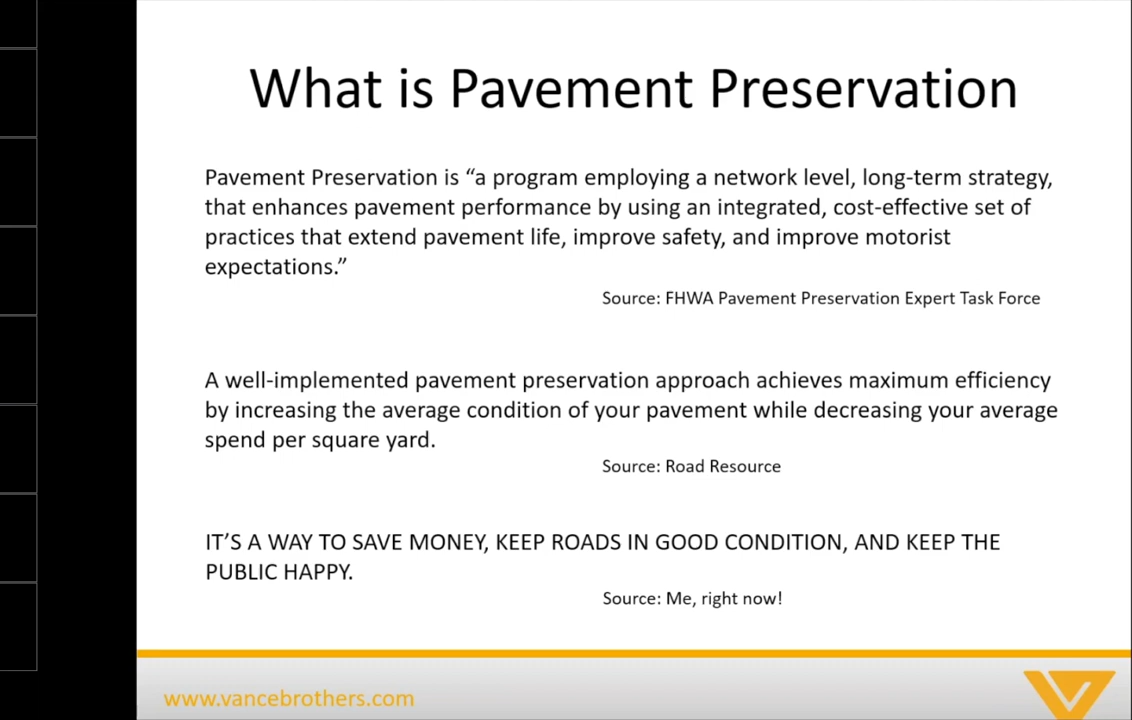 What is Pavement Preservation
Pavement Preservation is “a program employing a network level, long-term strategy,
that enhances pavement performance by using an integrated, cost-effective set of
practices that extend pavement life, improve safety, and improve motorist
expectations.”
Source: FHWA Pavement Preservation Expert Task Force
A well-implemented pavement preservation approach achieves maximum efficiency
by increasing the average condition of your pavement while decreasing your average
spend per square yard.
Source: Road Resource
IT’S A WAY TO SAVE MONEY, KEEP ROADS IN GOOD CONDITION, AND KEEP THE
PUBLIC HAPPY.
Source: Me, right now!
www.vancebrothers.com